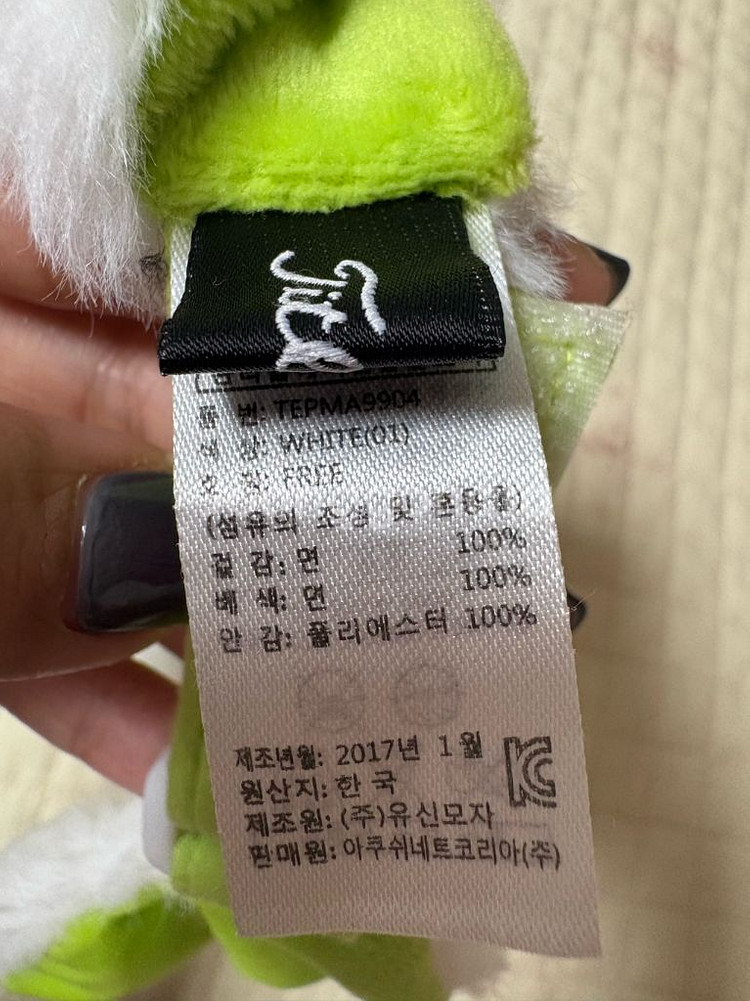 Titl
품 번: TEPMA9904
색 상: WHITE(01)
호 칭: FREE
(섬유의 조성 및 혼용율)
겉 감: 면 100%
배 색: 면 100%
안 감: 폴리에스터 100%
제조년월: 2017년 1월
원산지: 한 국
제조원: (주)유신모자
판매원: 아쿠쉬네트코리아(주)